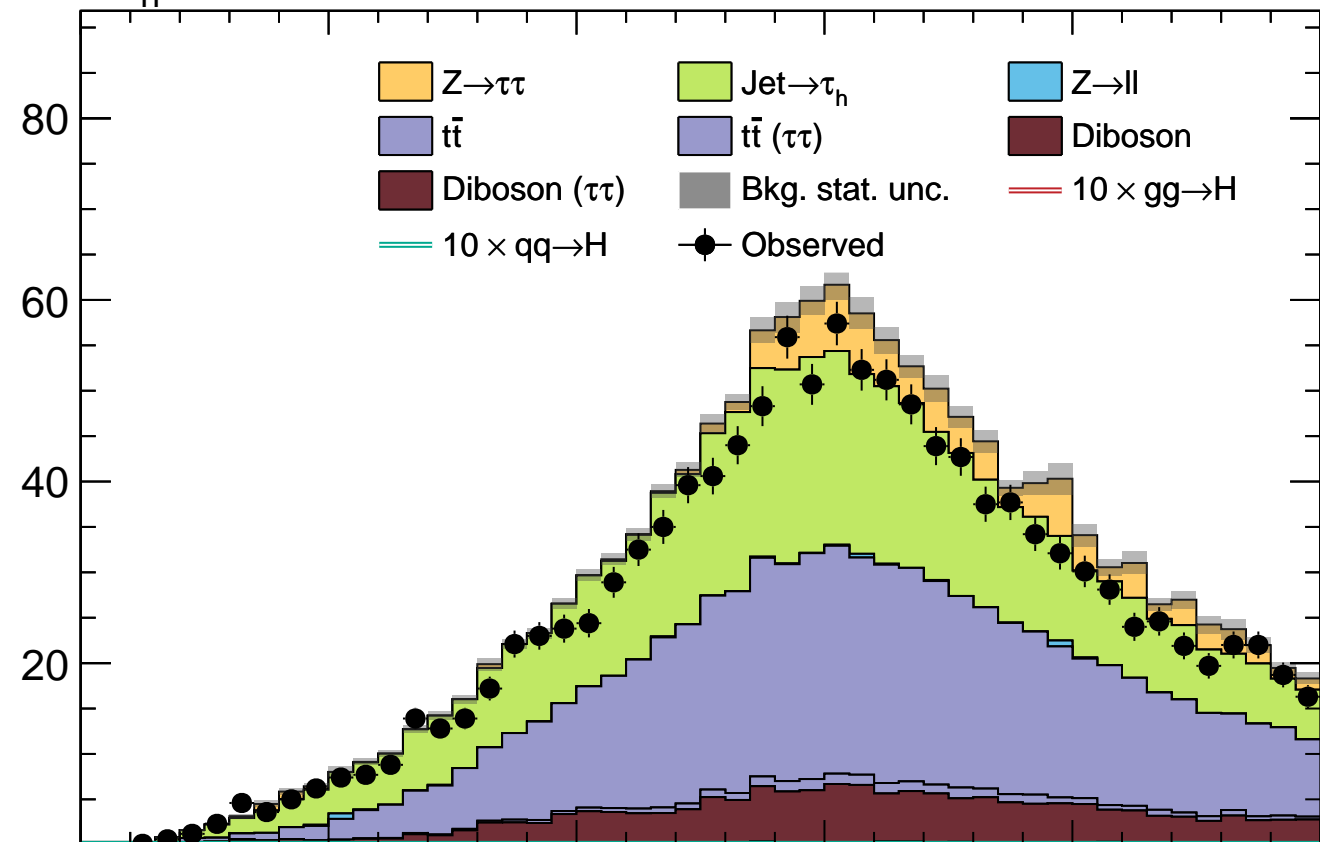 H
80
60
40
20
Z→ττ Jet→τh Z→ll
tt̄ tt̄ (ττ) Diboson
Diboson (ττ) Bkg. stat. unc. 10 × gg→H
10 × qq→H Observed